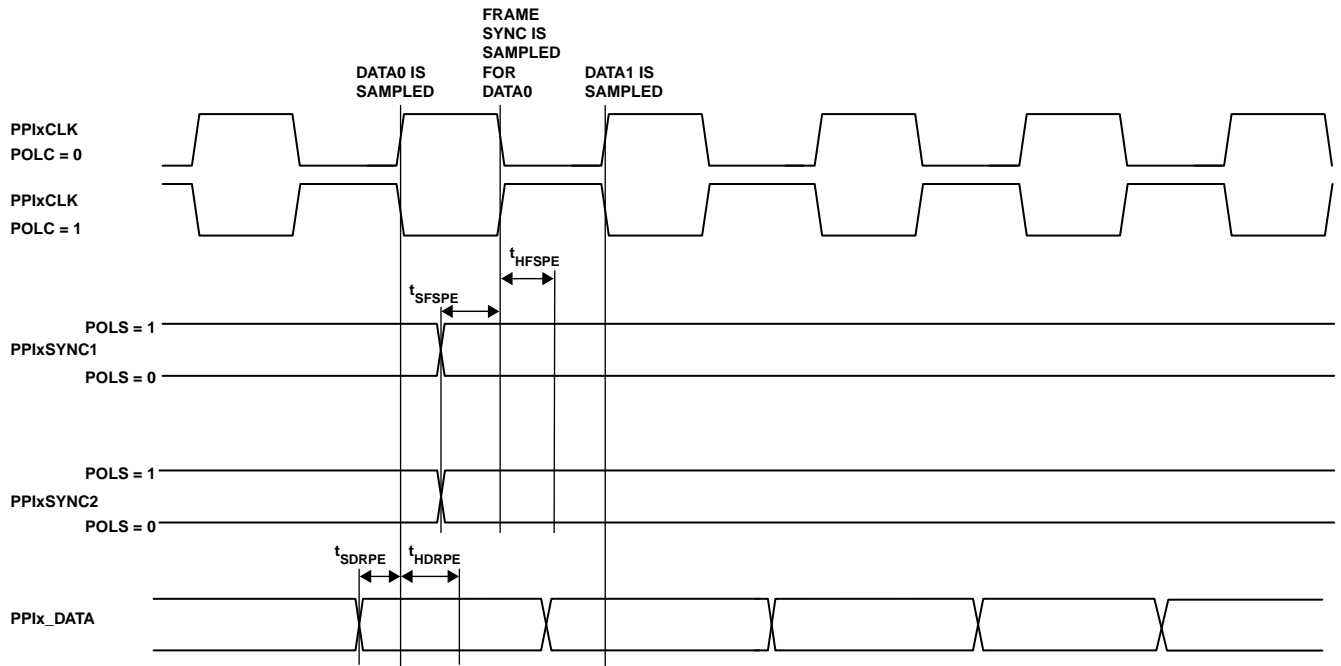 FRAME
SYNC IS
SAMPLED
FOR
DATA0
DATA0 IS
SAMPLED
DATA1 IS
SAMPLED
PPIxCLK
POLC = 0
PPIxCLK
POLC = 1
tHFSPE
tSFSPE
POLS = 1
PPIxSYNC1
POLS = 0
POLS = 1
PPIxSYNC2
POLS = 0
tSDRPE
tHDRPE
PPIx_DATA